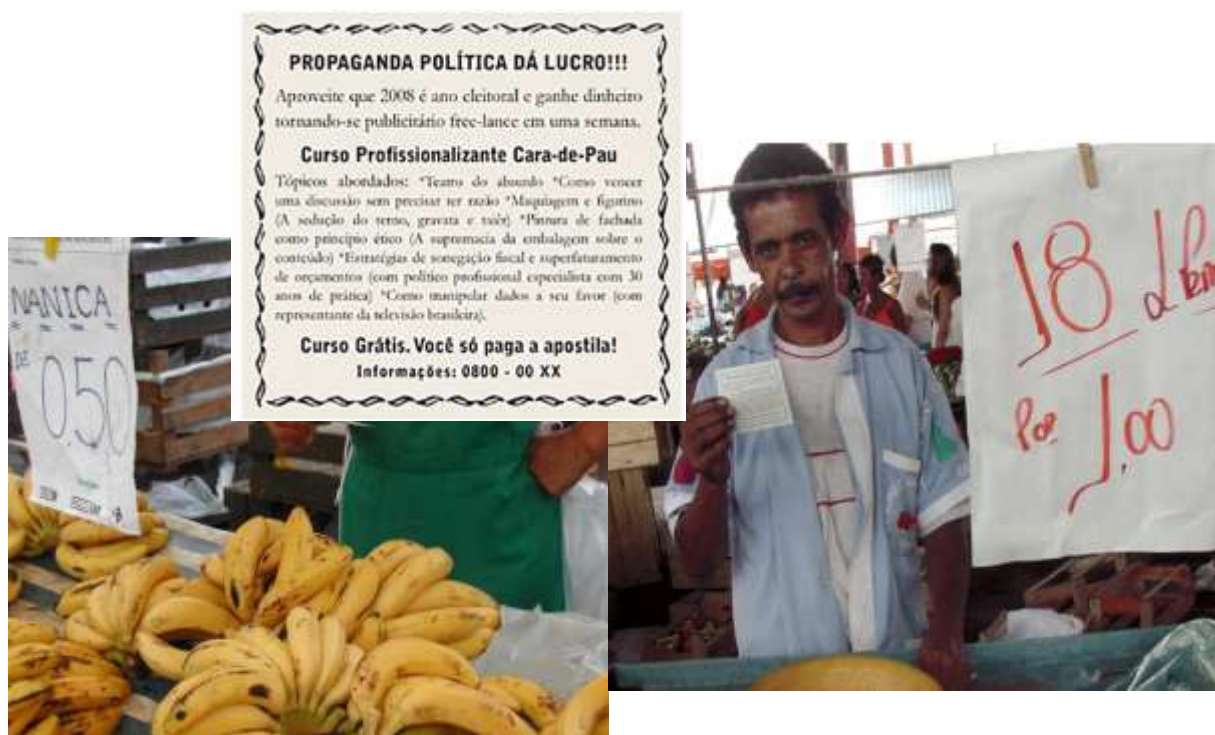 PROPAGANDA POLÍTICA DÁ LUCRO!!!
Aproveite que 2008 é ano eleitoral e ganhe dinheiro
tornando-se publicitário free-lance em uma semana.
Curso Profissionalizante Cara-de-Pau
Tópicos abordados: *Teatro do absurdo *Como vencer
uma discussão sem precisar ter razão *Maquiagem e figurino
(A sedução do terno, gravata e taiêr) *Pintura de fachada
como princípio ético (A supremacia da embalagem sobre o
conteúdo) *Estratégias de sonegação fiscal e superfaturamento
de orçamentos (com político profissional especialista com 30
anos de prática) *Como manipular dados a seu favor (com
representante da televisão brasileira).
Curso Grátis. Você só paga a apostila!
Informações: 0800 - 00 XX
NANICA
DE
0,50
18
Por
1,00